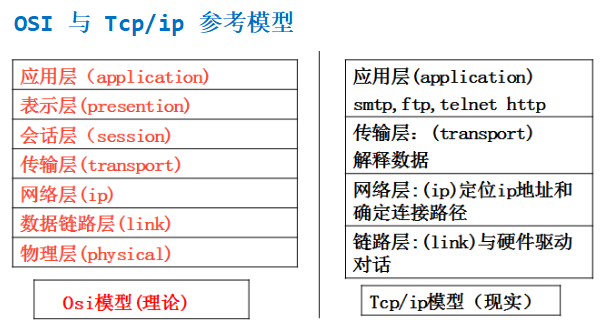 OSI 与 Tcp/ip 参考模型
应用层（application)
表示层(presention)
会话层（session)
传输层(transport)
网络层(ip)
数据链路层(link)
物理层(physical)
Osi模型(理论)
应用层(application)
smtp,ftp,telnet http
传输层：(transport)
解释数据
网络层:(ip)定位ip地址和
确定连接路径
链路层:(link)与硬件驱动
对话
Tcp/ip模型（现实）